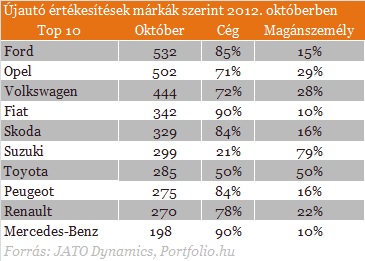 Újautó értékesítések márkák szerint 2012. októberben
Top 10 Október Cég Magánszemély
Ford 532 85% 15%
Opel 502 71% 29%
Volkswagen 444 72% 28%
Fiat 342 90% 10%
Skoda 329 84% 16%
Suzuki 299 21% 79%
Toyota 285 50% 50%
Peugeot 275 84% 16%
Renault 270 78% 22%
Mercedes-Benz 198 90% 10%
Forrás: JATO Dynamics, Portfolio.hu